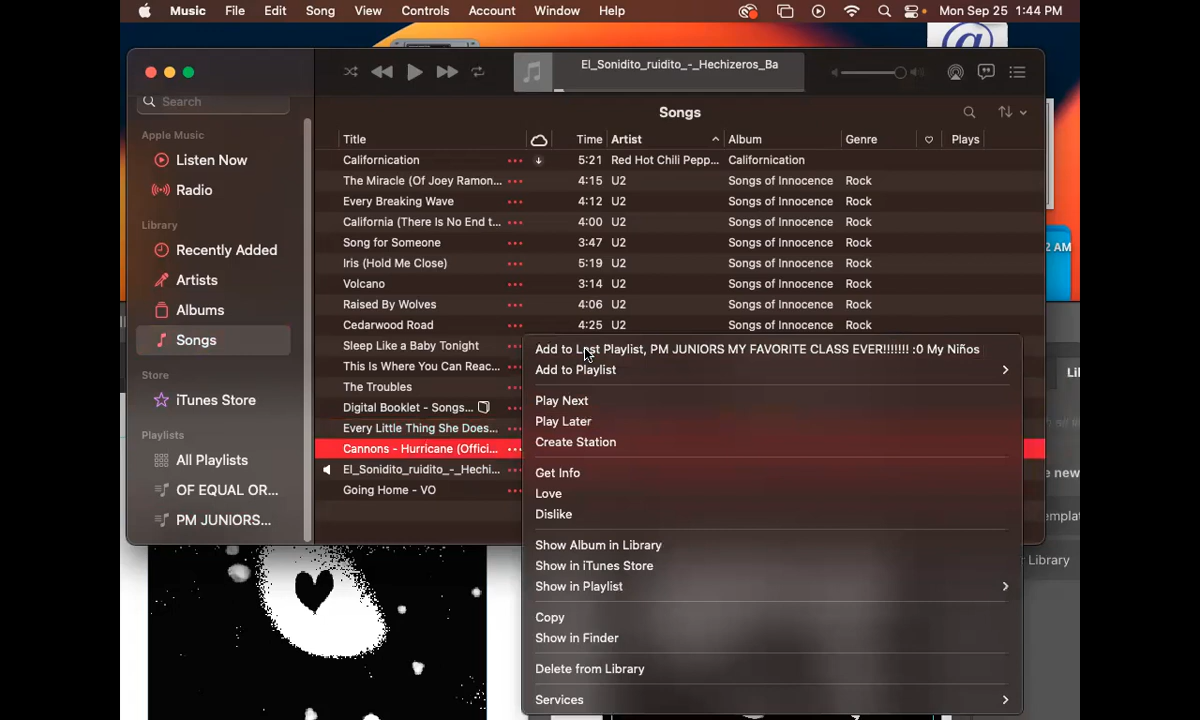 Music File Edit Song View Controls Account Window Help Mon Sep 25 1:44 PM
El_Sonidito_ruidito_-_Hechizeros_Ba
Search
Apple Music
Listen Now
Radio
Library
Recently Added
Artists
Albums
Songs
Store
iTunes Store
Playlists
All Playlists
OF EQUAL OR...
PM JUNIORS...
Songs
Title Time Artist Album Genre Plays
Californication ... 5:21 Red Hot Chili Pepp... Californication
The Miracle (Of Joey Ramon... ... 4:15 U2 Songs of Innocence Rock
Every Breaking Wave ... 4:12 U2 Songs of Innocence Rock
California (There Is No End t... ... 4:00 U2 Songs of Innocence Rock
Song for Someone ... 3:47 U2 Songs of Innocence Rock
Iris (Hold Me Close) ... 5:19 U2 Songs of Innocence Rock
Volcano ... 3:14 U2 Songs of Innocence Rock
Raised By Wolves ... 4:06 U2 Songs of Innocence Rock
Cedarwood Road ... 4:25 U2 Songs of Innocence Rock
Sleep Like a Baby Tonight ...
This Is Where You Can Reac... ...
The Troubles ...
Digital Booklet - Songs... ...
Every Little Thing She Does... ...
Cannons - Hurricane (Offici... ...
El_Sonidito_ruidito_-_Hechi... ...
Going Home - VO ...
Add to Last Playlist, PM JUNIORS MY FAVORITE CLASS EVER!!!!!!! :0 My Niños
Add to Playlist
Play Next
Play Later
Create Station
Get Info
Love
Dislike
Show Album in Library
Show in iTunes Store
Show in Playlist
Copy
Show in Finder
Delete from Library
Services
2 AM
Library